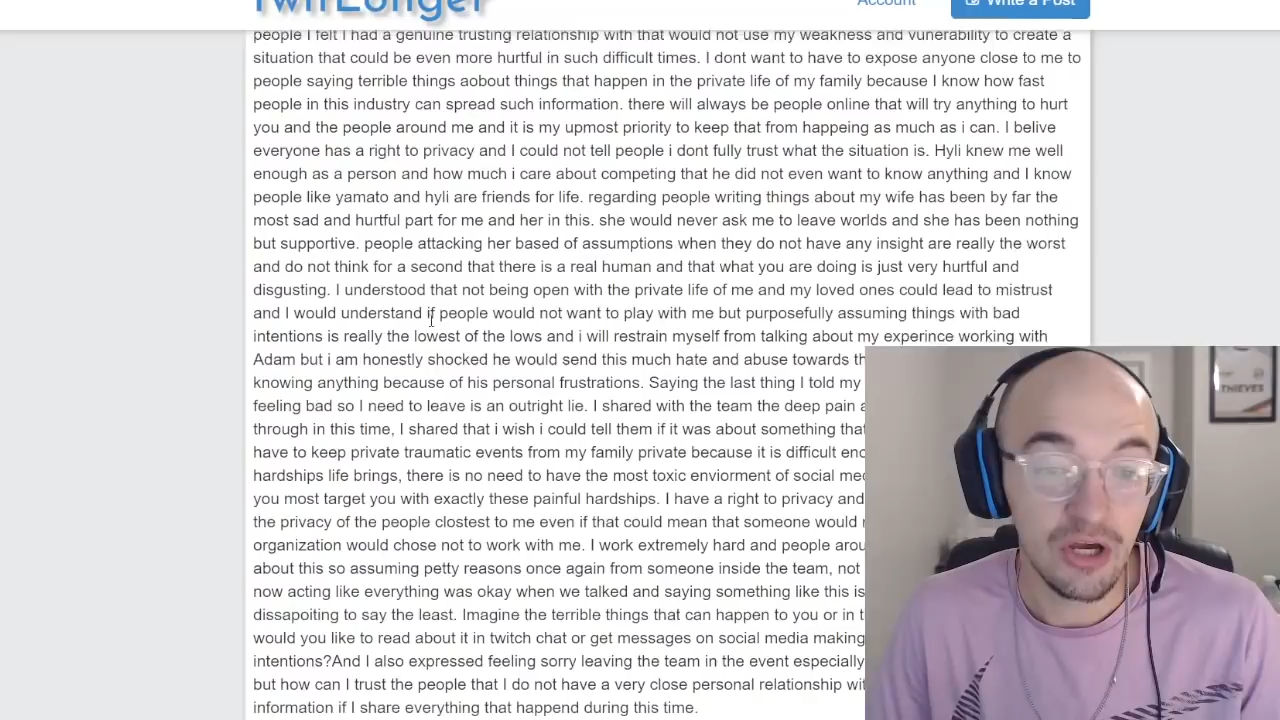 TwitLonger
Account
Write a Post
people I felt I had a genuine trusting relationship with that would not use my weakness and vunerability to create a
situation that could be even more hurtful in such difficult times. I dont want to have to expose anyone close to me to
people saying terrible things aobout things that happen in the private life of my family because I know how fast
people in this industry can spread such information. there will always be people online that will try anything to hurt
you and the people around me and it is my upmost priority to keep that from happeing as much as i can. I belive
everyone has a right to privacy and I could not tell people i dont fully trust what the situation is. Hyli knew me well
enough as a person and how much i care about competing that he did not even want to know anything and I know
people like yamato and hyli are friends for life. regarding people writing things about my wife has been by far the
most sad and hurtful part for me and her in this. she would never ask me to leave worlds and she has been nothing
but supportive. people attacking her based of assumptions when they do not have any insight are really the worst
and do not think for a second that there is a real human and that what you are doing is just very hurtful and
disgusting. I understood that not being open with the private life of me and my loved ones could lead to mistrust
and I would understand if people would not want to play with me but purposefully assuming things with bad
intentions is really the lowest of the lows and i will restrain myself from talking about my experince working with
Adam but i am honestly shocked he would send this much hate and abuse towards
knowing anything because of his personal frustrations. Saying the last thing I told my
feeling bad so I need to leave is an outright lie. I shared with the team the deep pain
through in this time, I shared that i wish i could tell them if it was about something
have to keep private traumatic events from my family private because it is difficult
hardships life brings, there is no need to have the most toxic enviorment of social
you most target you with exactly these painful hardships. I have a right to privacy and
the privacy of the people clostest to me even if that could mean that someone would
organization would chose not to work with me. I work extremely hard and people
about this so assuming petty reasons once again from someone inside the team, not
now acting like everything was okay when we talked and saying something like this is
dissapoiting to say the least. Imagine the terrible things that can happen to you or in
would you like to read about it in twitch chat or get messages on social media making
intentions?And I also expressed feeling sorry leaving the team in the event especially
but how can I trust the people that I do not have a very close personal relationship
information if I share everything that happend during this time.
THIEVES